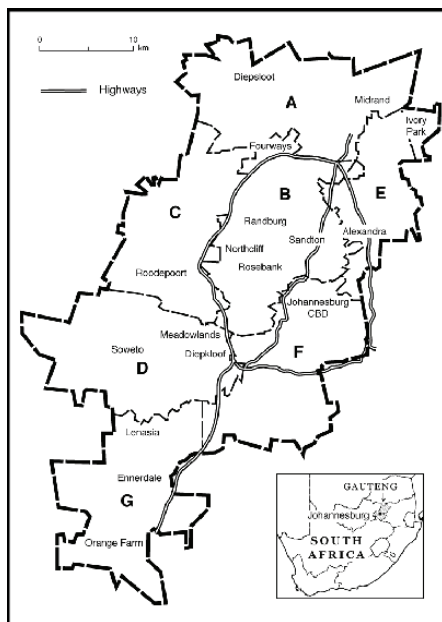 0 10
km
Highways
Diepsloot
A
Midrand
Ivory
Park
Fourways
B
E
C
Randburg
Alexandra
Sandton
Northcliff
Rosebank
Roodepoort
Johannesburg
CBD
Meadowlands
Soweto
Diepkloof
F
D
Lenasia
Ennerdale
G
Orange Farm
GAUTENG
Johannesburg
SOUTH
AFRICA